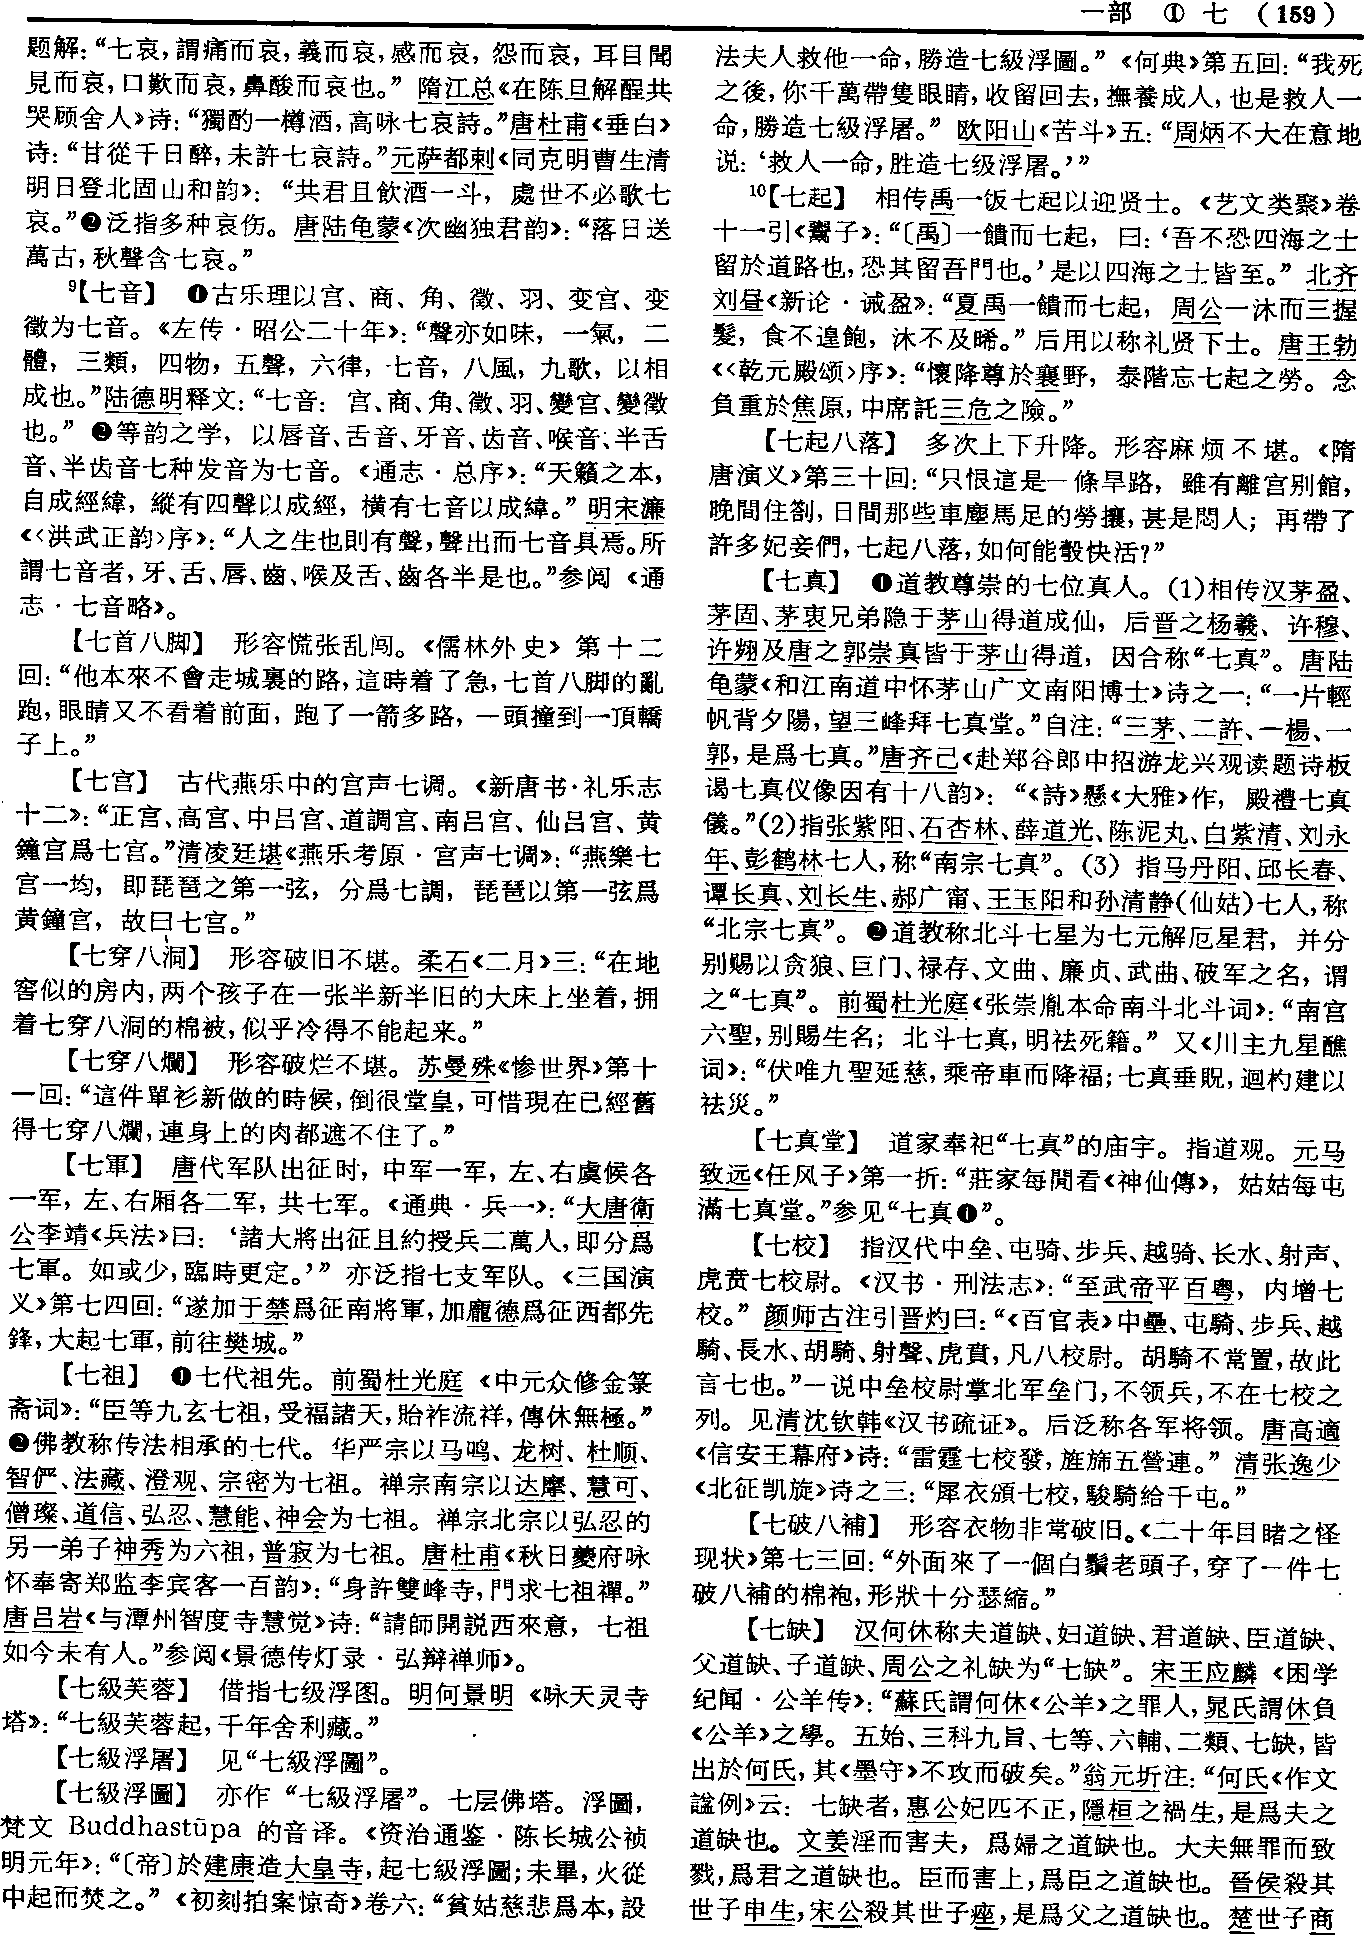 一部 ① 七 (159)
题解：“七哀，謂痛而哀，義而哀，感而哀，怨而哀，耳目聞
見而哀，口歎而哀，鼻酸而哀也。” 隋江总《在陈旦解酲共
哭顾舍人》诗：“獨酌一樽酒，高咏七哀詩。”唐杜甫《垂白》
诗：“甘從千日醉，未許七哀詩。”元萨都剌《同克明曹生清
明日登北固山和韵》：“共君且飲酒一斗，處世不必歌七
哀。”❷泛指多种哀伤。唐陆龟蒙《次幽独君韵》：“落日送
萬古，秋聲含七哀。”
⁹【七音】 ❶古乐理以宫、商、角、徵、羽、变宫、变
徵为七音。《左传·昭公二十年》：“聲亦如味，一氣，二
體，三類，四物，五聲，六律，七音，八風，九歌，以相
成也。”陆德明释文：“七音：宫、商、角、徵、羽、變宫、變徵
也。” ❷等韵之学，以唇音、舌音、牙音、齿音、喉音、半舌
音、半齿音七种发音为七音。《通志·总序》：“天籟之本，
自成經緯，縱有四聲以成經，横有七音以成緯。” 明宋濂
《〈洪武正韵〉序》：“人之生也則有聲，聲出而七音具焉。所
謂七音者，牙、舌、唇、齒、喉及舌、齒各半是也。”参阅《通
志·七音略》。
【七首八脚】 形容慌张乱闯。《儒林外史》第十二
回：“他本來不會走城裏的路，這時着了急，七首八脚的亂
跑，眼睛又不看着前面，跑了一箭多路，一頭撞到一頂轎
子上。”
【七宫】 古代燕乐中的宫声七调。《新唐书·礼乐志
十二》：“正宫、高宫、中吕宫、道調宫、南吕宫、仙吕宫、黄
鐘宫爲七宫。”清凌廷堪《燕乐考原·宫声七调》：“燕樂七
宫一均，即琵琶之第一弦，分爲七調，琵琶以第一弦爲
黄鐘宫，故曰七宫。”
【七穿八洞】 形容破旧不堪。柔石《二月》三：“在地
窖似的房内，两个孩子在一张半新半旧的大床上坐着，拥
着七穿八洞的棉被，似乎冷得不能起来。”
【七穿八爛】 形容破烂不堪。苏曼殊《惨世界》第十
一回：“這件單衫新做的時候，倒很堂皇，可惜現在已經舊
得七穿八爛，連身上的肉都遮不住了。”
【七軍】 唐代军队出征时，中军一军，左、右虞候各
一军，左、右厢各二军，共七军。《通典·兵一》：“大唐衛
公李靖《兵法》曰：‘諸大將出征且約授兵二萬人，即分爲
七軍。如或少，臨時更定。’” 亦泛指七支军队。《三国演
义》第七四回：“遂加于禁爲征南將軍，加龐德爲征西都先
鋒，大起七軍，前往樊城。”
【七祖】 ❶七代祖先。前蜀杜光庭《中元众修金箓
斋词》：“臣等九玄七祖，受福諸天，貽祚流祥，傳休無極。”
❷佛教称传法相承的七代。华严宗以马鸣、龙树、杜顺、
智俨、法藏、澄观、宗密为七祖。禅宗南宗以达摩、慧可、
僧璨、道信、弘忍、慧能、神会为七祖。禅宗北宗以弘忍的
另一弟子神秀为六祖，普寂为七祖。唐杜甫《秋日夔府咏
怀奉寄郑监李宾客一百韵》：“身許雙峰寺，門求七祖禪。”
唐吕岩《与潭州智度寺慧觉》诗：“請師開説西來意，七祖
如今未有人。”参阅《景德传灯录·弘辩禅师》。
【七級芙蓉】 借指七级浮图。明何景明《咏天灵寺
塔》：“七級芙蓉起，千年舍利藏。”
【七級浮屠】 见“七級浮圖”。
【七級浮圖】 亦作“七級浮屠”。七层佛塔。浮圖，
梵文 Buddhastūpa 的音译。《资治通鉴·陈长城公祯
明元年》：“〔帝〕於建康造大皇寺，起七級浮圖；未畢，火從
中起而焚之。”《初刻拍案惊奇》卷六：“貧姑慈悲爲本，設
法夫人救他一命，勝造七級浮圖。”《何典》第五回：“我死
之後，你千萬帶隻眼睛，收留回去，撫養成人，也是救人一
命，勝造七級浮屠。” 欧阳山《苦斗》五：“周炳不大在意地
说：‘救人一命，胜造七级浮屠。’”
¹⁰【七起】 相传禹一饭七起以迎贤士。《艺文类聚》卷
十一引《鬻子》：“〔禹〕一饋而七起，曰：‘吾不恐四海之士
留於道路也，恐其留吾門也。’是以四海之士皆至。” 北齐
刘昼《新论·诫盈》：“夏禹一饋而七起，周公一沐而三握
髮，食不遑飽，沐不及晞。” 后用以称礼贤下士。唐王勃
《〈乾元殿颂〉序》：“懷降尊於襄野，泰階忘七起之勞。念
負重於焦原，中席託三危之險。”
【七起八落】 多次上下升降。形容麻烦不堪。《隋
唐演义》第三十回：“只恨這是一條旱路，雖有離宫别館，
晚間住劄，日間那些車塵馬足的勞攘，甚是悶人；再帶了
許多妃妾們，七起八落，如何能彀快活？”
【七真】 ❶道教尊崇的七位真人。(1)相传汉茅盈、
茅固、茅衷兄弟隐于茅山得道成仙，后晋之杨羲、许穆、
许翙及唐之郭崇真皆于茅山得道，因合称“七真”。唐陆
龟蒙《和江南道中怀茅山广文南阳博士》诗之一：“一片輕
帆背夕陽，望三峰拜七真堂。”自注：“三茅、二許、一楊、一
郭，是爲七真。”唐齐己《赴郑谷郎中招游龙兴观读题诗板
谒七真仪像因有十八韵》：“《詩》懸《大雅》作，殿禮七真
儀。”(2)指张紫阳、石杏林、薛道光、陈泥丸、白紫清、刘永
年、彭鹤林七人，称“南宗七真”。(3) 指马丹阳、邱长春、
谭长真、刘长生、郝广甯、王玉阳和孙清静(仙姑)七人，称
“北宗七真”。❷道教称北斗七星为七元解厄星君，并分
别赐以贪狼、巨门、禄存、文曲、廉贞、武曲、破军之名，谓
之“七真”。前蜀杜光庭《张崇胤本命南斗北斗词》：“南宫
六聖，别賜生名；北斗七真，明祛死籍。” 又《川主九星醮
词》：“伏唯九聖延慈，乘帝車而降福；七真垂貺，迴杓建以
祛災。”
【七真堂】 道家奉祀“七真”的庙宇。指道观。元马
致远《任风子》第一折：“莊家每閒看《神仙傳》，姑姑每屯
滿七真堂。”参见“七真❶”。
【七校】 指汉代中垒、屯骑、步兵、越骑、长水、射声、
虎贲七校尉。《汉书·刑法志》：“至武帝平百粤，内增七
校。” 颜师古注引晋灼曰：“《百官表》中壘、屯騎、步兵、越
騎、長水、胡騎、射聲、虎賁，凡八校尉。胡騎不常置，故此
言七也。”一说中垒校尉掌北军垒门，不领兵，不在七校之
列。见清沈钦韩《汉书疏证》。后泛称各军将领。唐高適
《信安王幕府》诗：“雷霆七校發，旌旆五營連。” 清张逸少
《北征凯旋》诗之三：“犀衣頒七校，駿騎給千屯。”
【七破八補】 形容衣物非常破旧。《二十年目睹之怪
现状》第七三回：“外面來了一個白鬚老頭子，穿了一件七
破八補的棉袍，形狀十分瑟縮。”
【七缺】 汉何休称夫道缺、妇道缺、君道缺、臣道缺、
父道缺、子道缺、周公之礼缺为“七缺”。宋王应麟《困学
纪闻·公羊传》：“蘇氏謂何休《公羊》之罪人，晁氏謂休負
《公羊》之學。五始、三科九旨、七等、六輔、二類、七缺，皆
出於何氏，其《墨守》不攻而破矣。”翁元圻注：“何氏《作文
諡例》云：七缺者，惠公妃匹不正，隱桓之禍生，是爲夫之
道缺也。文姜淫而害夫，爲婦之道缺也。大夫無罪而致
戮，爲君之道缺也。臣而害上，爲臣之道缺也。晉侯殺其
世子申生，宋公殺其世子痤，是爲父之道缺也。楚世子商